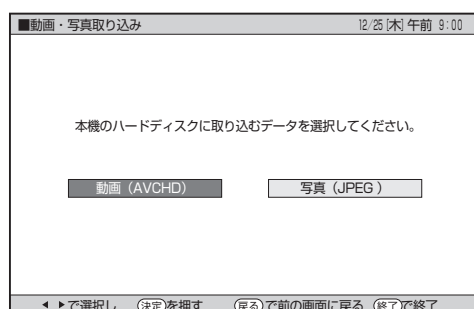 ■動画・写真取り込み 12/25[木]午前 9:00
本機のハードディスクに取り込むデータを選択してください。
動画（AVCHD） 写真（JPEG ）
◀ ▶で選択し 決定を押す 戻るで前の画面に戻る 終了で終了